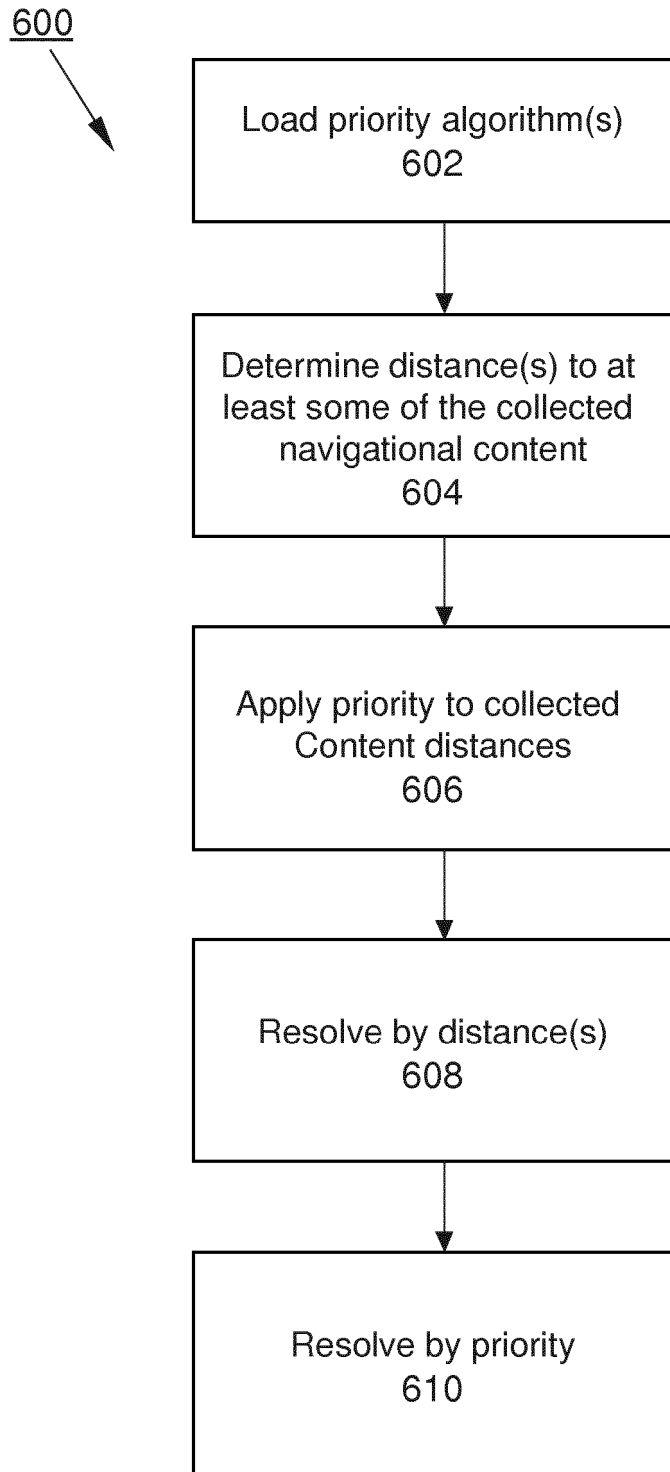 600
Load priority algorithm(s)
602
Determine distance(s) to at
least some of the collected
navigational content
604
Apply priority to collected
Content distances
606
Resolve by distance(s)
608
Resolve by priority
610